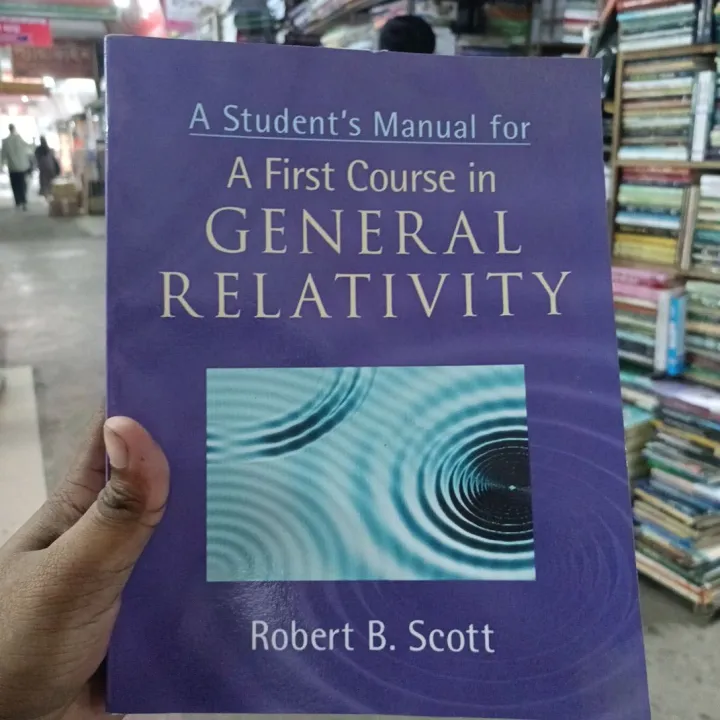 A Student's Manual for
A First Course in
GENERAL
RELATIVITY
Robert B. Scott